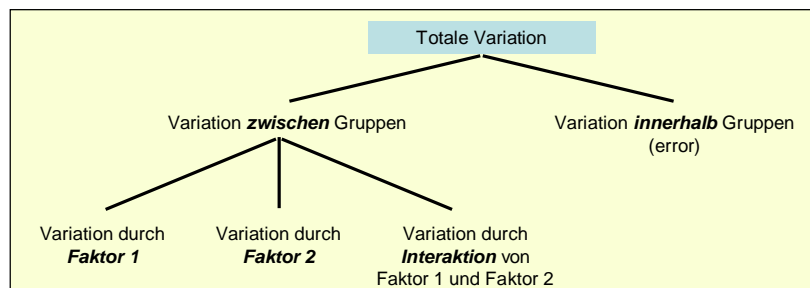 Totale Variation
Variation zwischen Gruppen
Variation innerhalb Gruppen
(error)
Variation durch
Faktor 1
Variation durch
Faktor 2
Variation durch
Interaktion von
Faktor 1 und Faktor 2